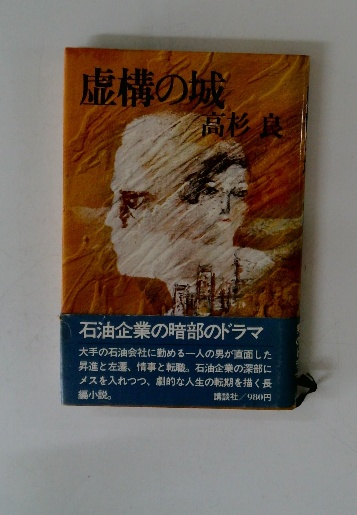 虚構の城
高杉 良
石油企業の暗部のドラマ
大手の石油会社に勤める一人の男が直面した
昇進と左遷、情事と転職。石油企業の深部に
メスを入れつつ、劇的な人生の転期を描く長
編小説。
講談社/980円